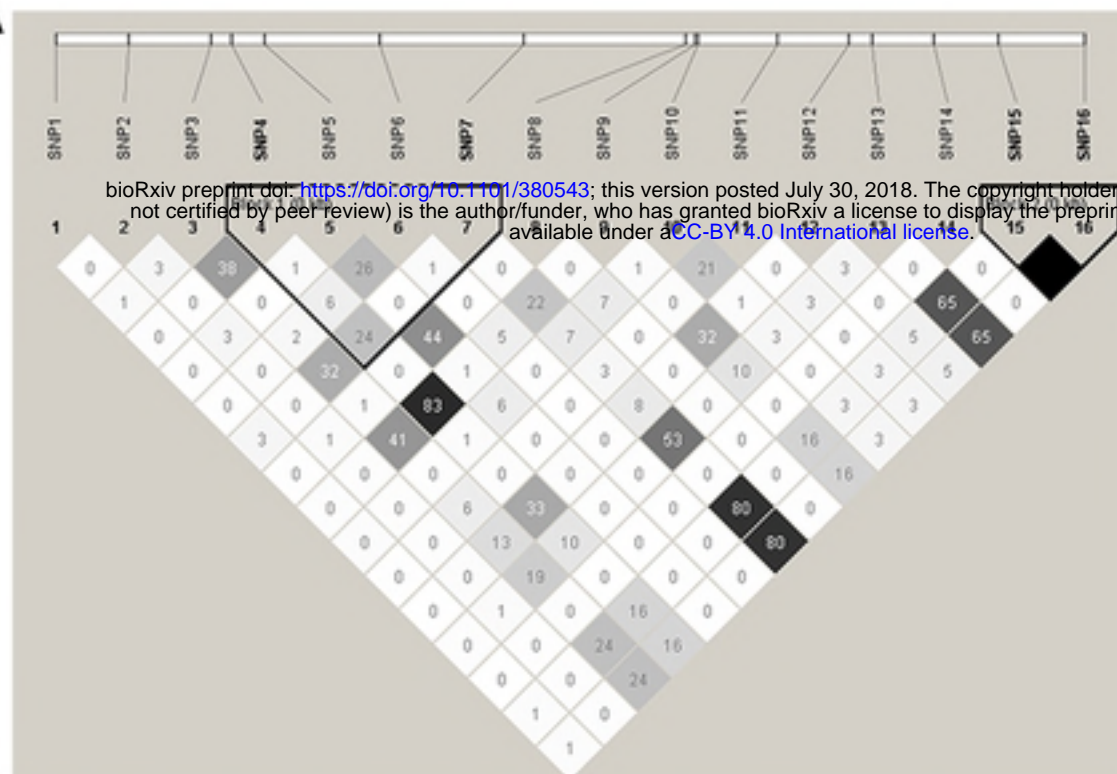 SNP1 SNP2 SNP3 SNP4 SNP5 SNP6 SNP7 SNP8 SNP9 SNP10 SNP11 SNP12 SNP13 SNP14 SNP15 SNP16
bioRxiv preprint doi: https://doi.org/10.1101/380543; this version posted July 30, 2018. The copyright holder
Block 1 (0 kb)
not certified by peer review) is the author/funder, who has granted bioRxiv a license to display the preprin
available under aCC-BY 4.0 International license.
1 2 3 4 5 6 7 8 9 11 13 14 15 16
0 3 38 1 26 1 0 0 1 21 0 3 0 0
1 0 0 6 0 0 22 7 0 1 3 0 65 0
0 3 2 24 44 5 7 0 32 3 0 5 65
0 0 32 0 1 0 3 0 10 0 3 5
0 0 1 83 6 0 8 0 0 3 3
3 1 41 1 0 0 53 0 16 3
0 0 0 0 0 0 0 0 16
0 0 6 33 0 0 80 0
0 0 13 10 0 0 80
0 0 19 0 0 0
0 1 0 16 0
0 0 24 16
0 0 24
1 0
1